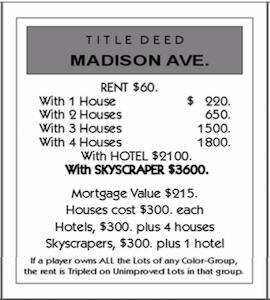 TITLE DEED
MADISON AVE.
RENT $60.
With 1 House $ 220.
With 2 Houses 650.
With 3 Houses 1500.
With 4 Houses 1800.
With HOTEL $2100.
With SKYSCRAPER $3600.
Mortgage Value $215.
Houses cost $300. each
Hotels, $300. plus 4 houses
Skyscrapers, $300. plus 1 hotel
If a player owns ALL the Lots of any Color-Group,
the rent is Tripled on Unimproved Lots in that group.